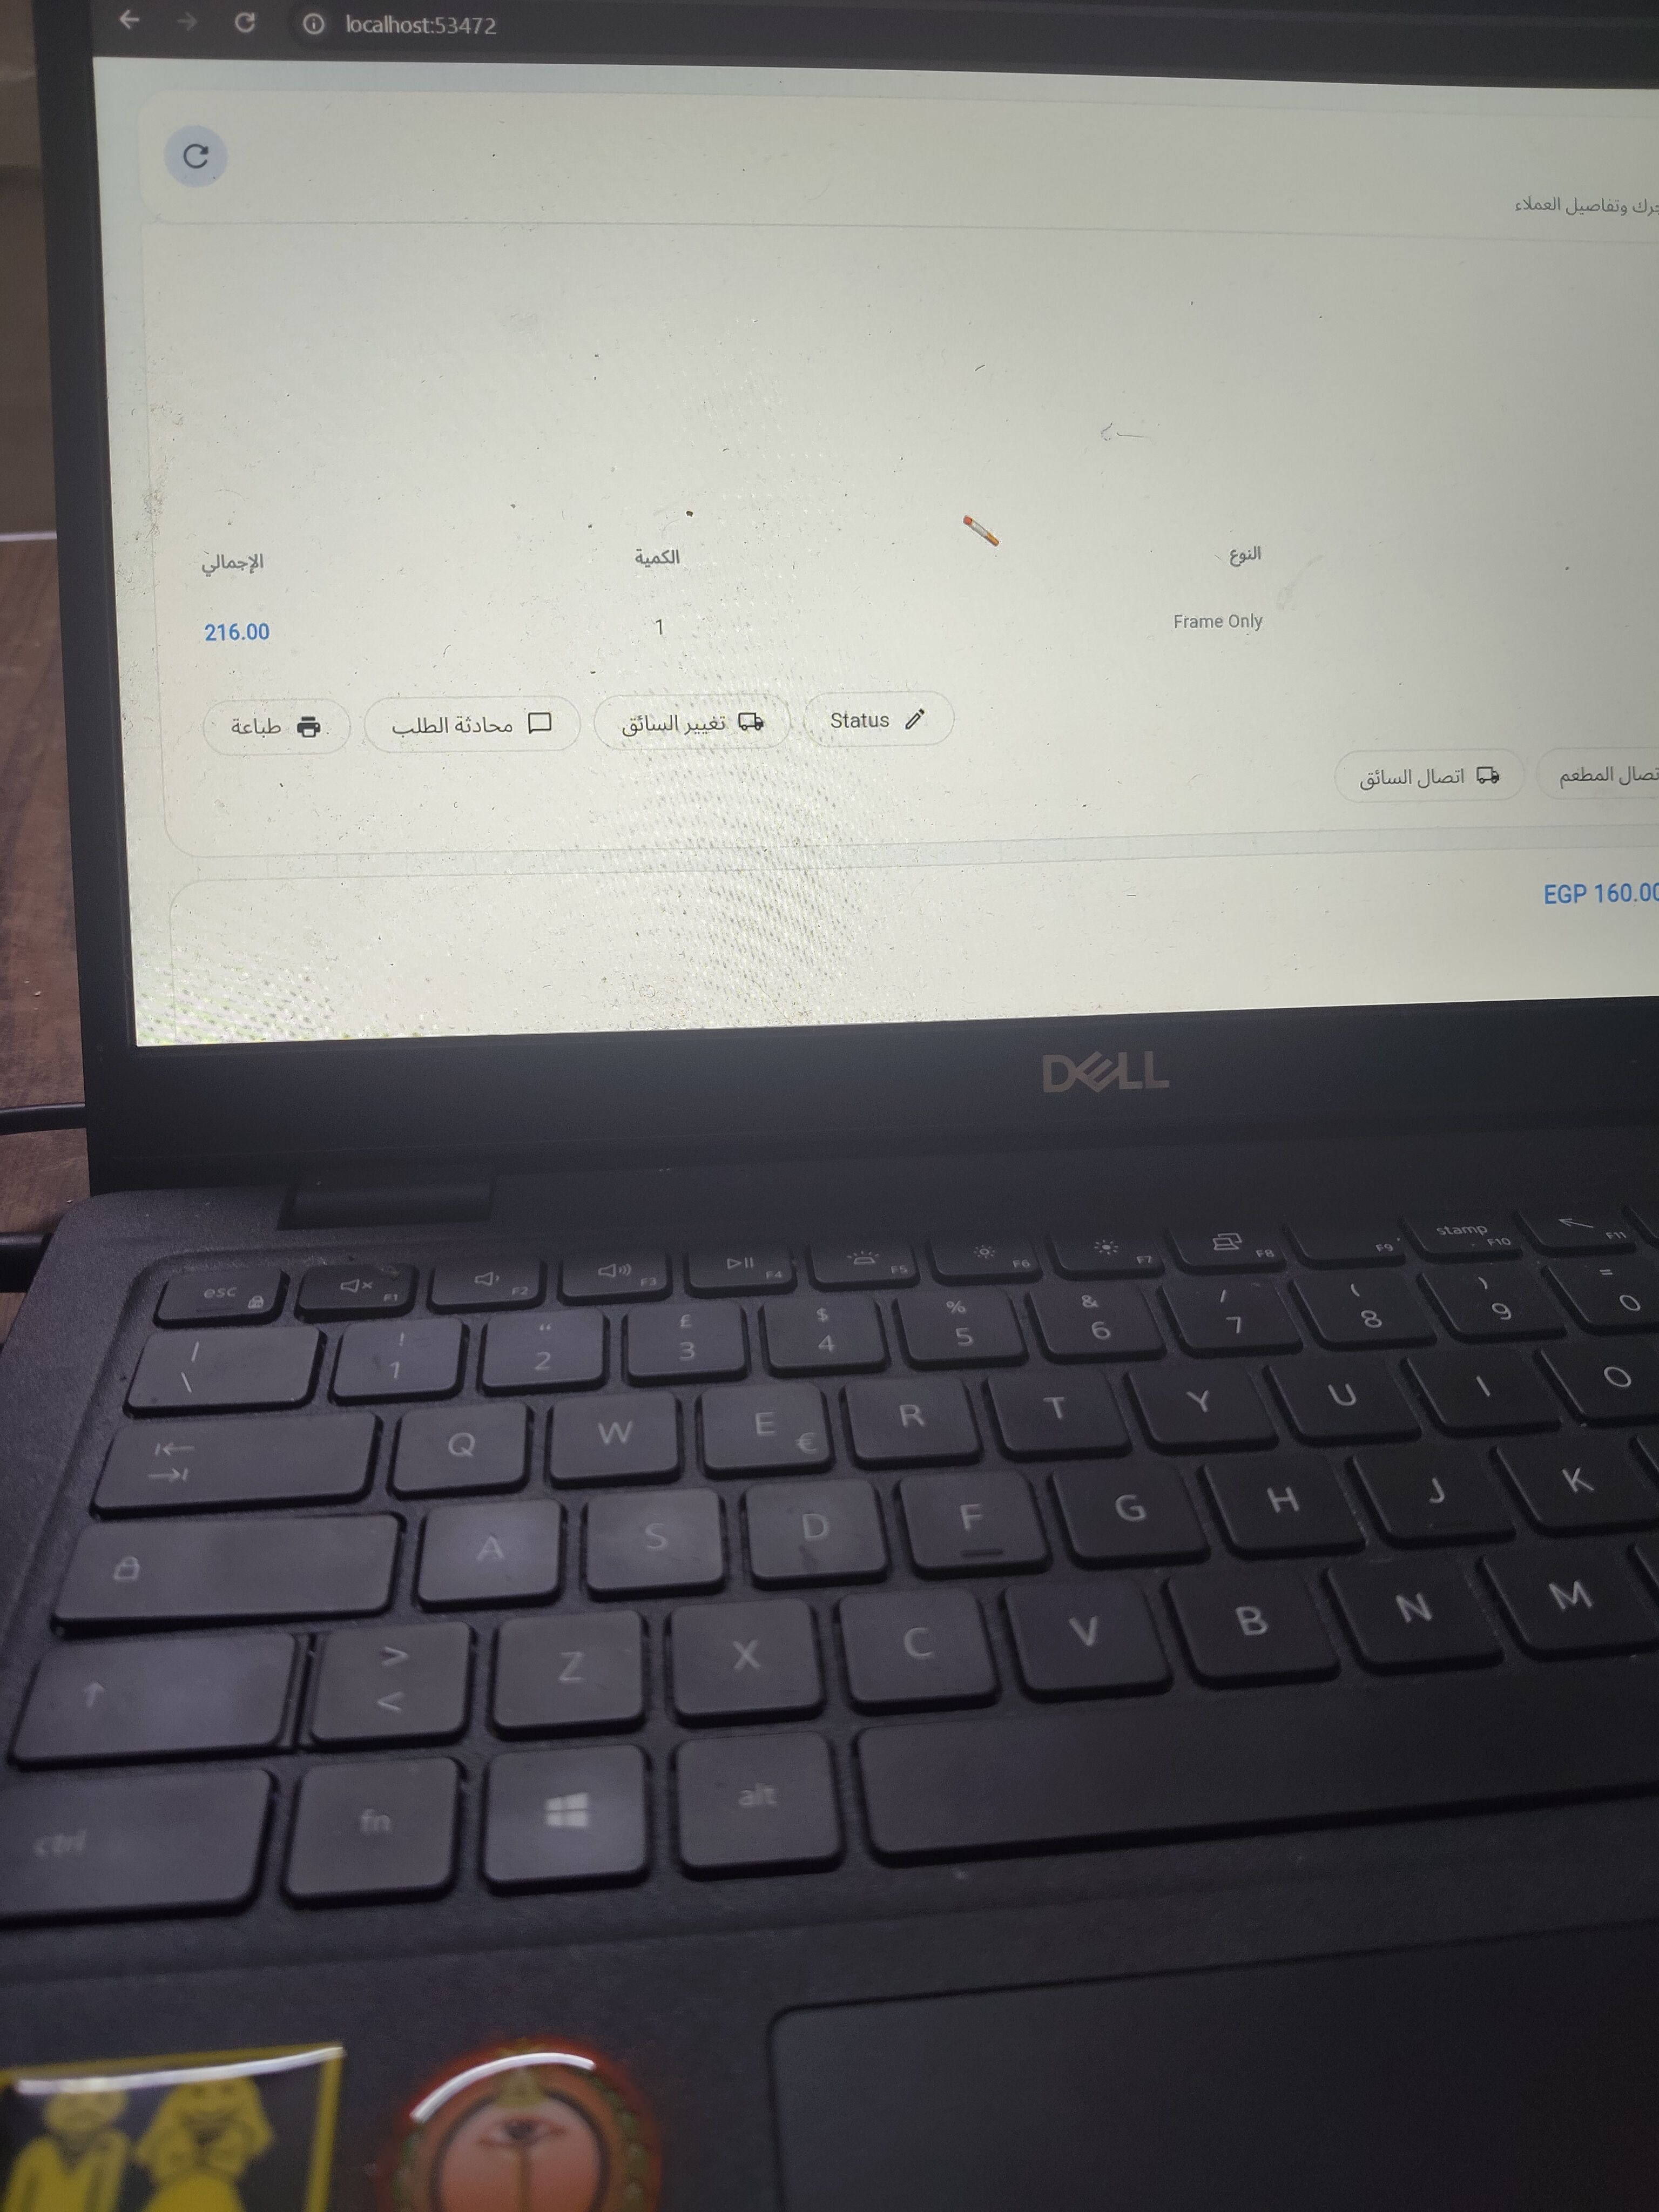 localhost:53472
وتفاصيل العملاء
النوع الكمية الإجمالي
Frame Only 1 216.00
Status تغيير السائق محادثة الطلب طباعة
المطعم اتصال السائق
EGP 160.00
DELL
esc F1 F2 F3 F4 F5 F6 F7 F8 F9 stamp F10 F11
! " £ $ % & / ( ) =
| \ 1 2 3 4 5 6 7 8 9 0
Q W E € R T Y U I O
A S D F G H J K
> < Z X C V B N M
ctrl fn alt